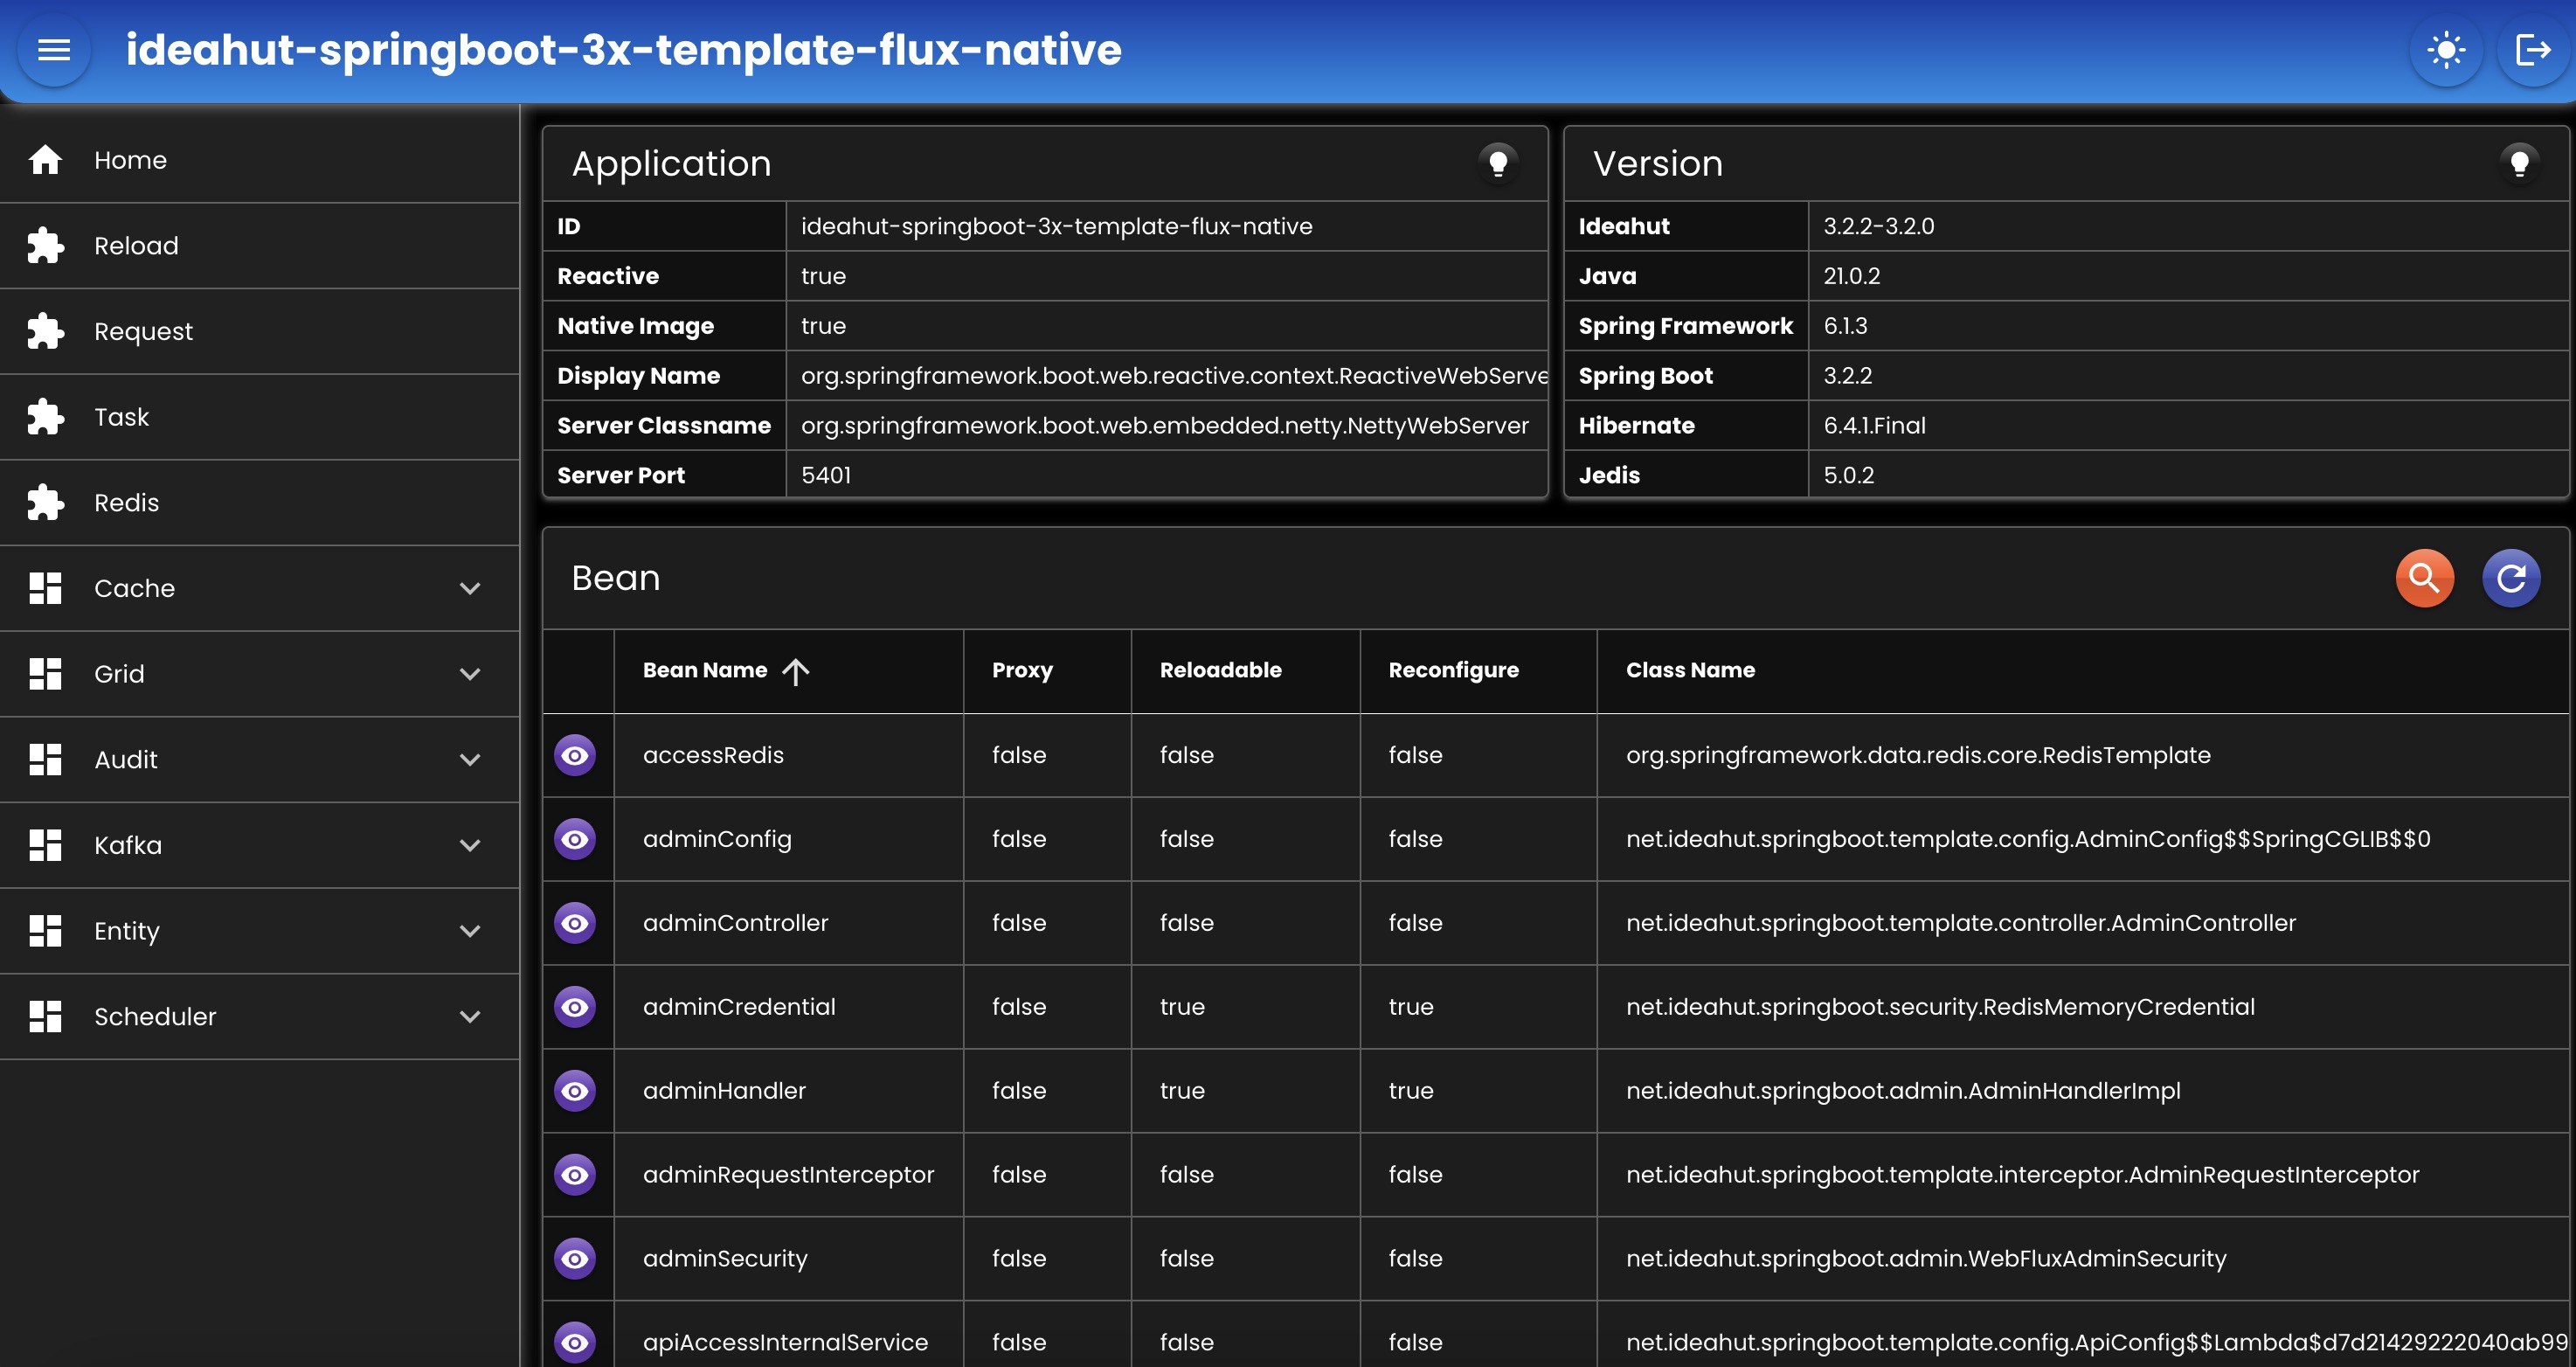 ideahut-springboot-3x-template-flux-native
Home
Reload
Request
Task
Redis
Cache
Grid
Audit
Kafka
Entity
Scheduler
Application
ID ideahut-springboot-3x-template-flux-native
Reactive true
Native Image true
Display Name org.springframework.boot.web.reactive.context.ReactiveWebServe
Server Classname org.springframework.boot.web.embedded.netty.NettyWebServer
Server Port 5401
Version
Ideahut 3.2.2-3.2.0
Java 21.0.2
Spring Framework 6.1.3
Spring Boot 3.2.2
Hibernate 6.4.1.Final
Jedis 5.0.2
Bean
Bean Name Proxy Reloadable Reconfigure Class Name
accessRedis false false false org.springframework.data.redis.core.RedisTemplate
adminConfig false false false net.ideahut.springboot.template.config.AdminConfig$$SpringCGLIB$$0
adminController false false false net.ideahut.springboot.template.controller.AdminController
adminCredential false true true net.ideahut.springboot.security.RedisMemoryCredential
adminHandler false true true net.ideahut.springboot.admin.AdminHandlerImpl
adminRequestInterceptor false false false net.ideahut.springboot.template.interceptor.AdminRequestInterceptor
adminSecurity false false false net.ideahut.springboot.admin.WebFluxAdminSecurity
apiAccessInternalService false false false net.ideahut.springboot.template.config.ApiConfig$$Lambda$d7d21429222040ab99